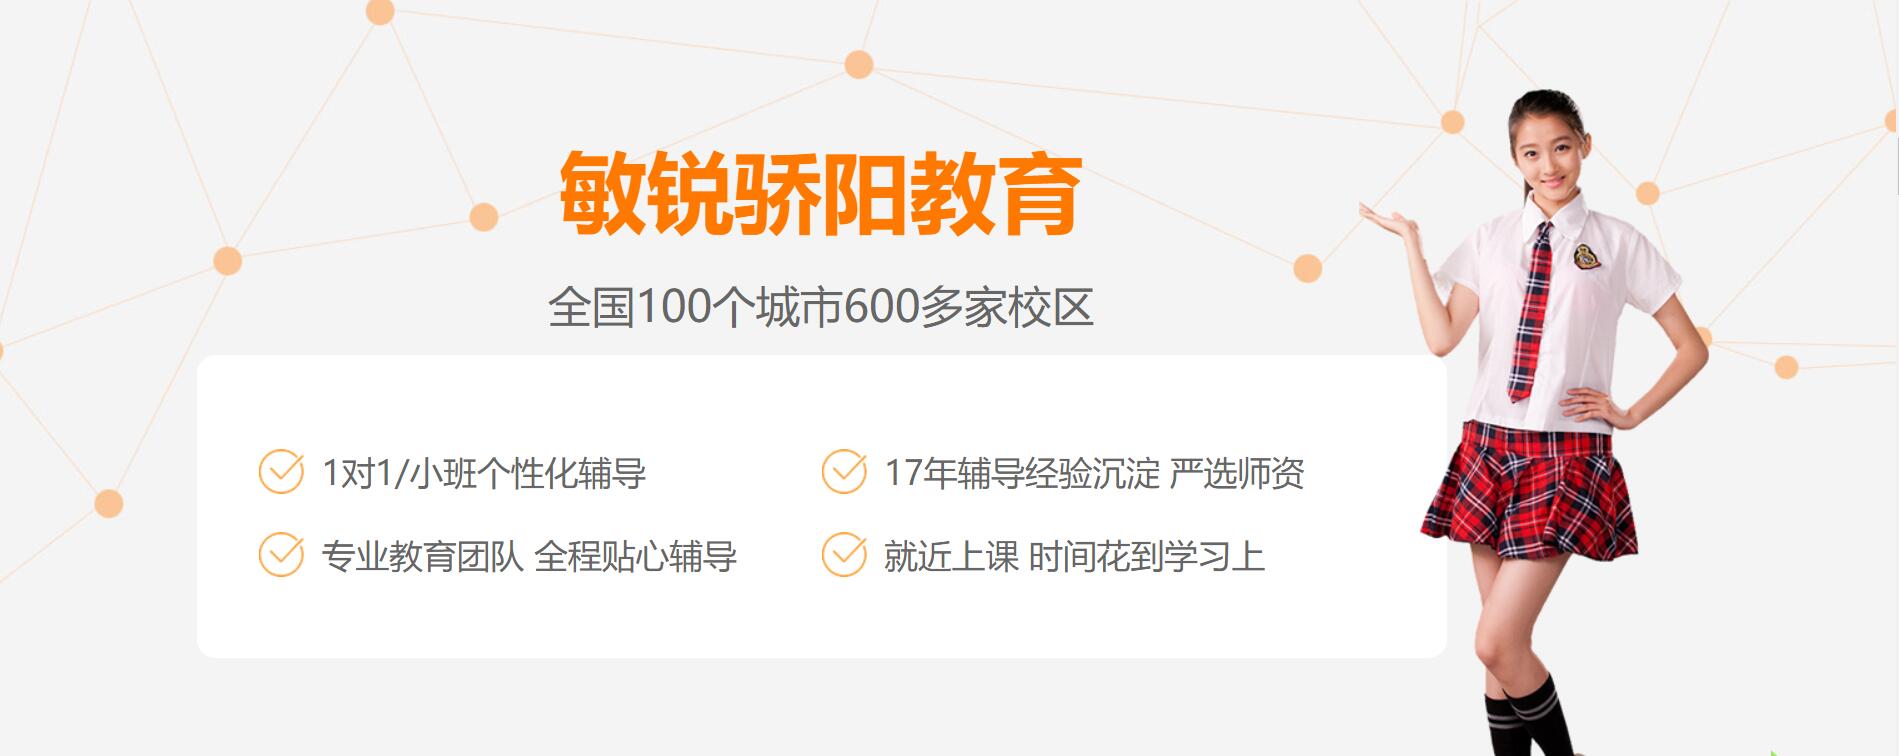 敏锐骄阳教育
全国100个城市600多家校区
1对1/小班个性化辅导
17年辅导经验沉淀 严选师资
专业教育团队 全程贴心辅导
就近上课 时间花到学习上